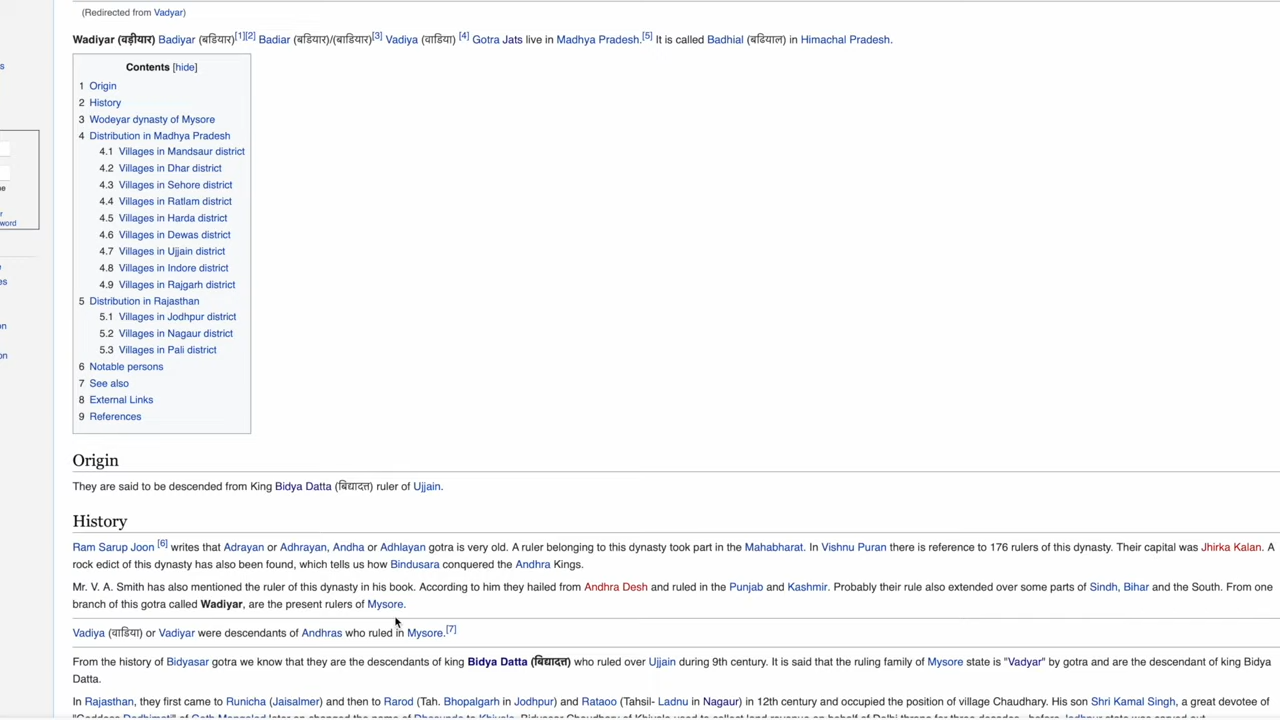 (Redirected from Vadyar)
Wadiyar (वड़ीयार) Badiyar (बडियार)[1][2] Badiar (बडियार)/(बाडियार)[3] Vadiya (वाडिया) [4] Gotra Jats live in Madhya Pradesh.[5] It is called Badhial (बढियाल) in Himachal Pradesh.
Contents [hide]
1 Origin
2 History
3 Wodeyar dynasty of Mysore
4 Distribution in Madhya Pradesh
4.1 Villages in Mandsaur district
4.2 Villages in Dhar district
4.3 Villages in Sehore district
4.4 Villages in Ratlam district
4.5 Villages in Harda district
4.6 Villages in Dewas district
4.7 Villages in Ujjain district
4.8 Villages in Indore district
4.9 Villages in Rajgarh district
5 Distribution in Rajasthan
5.1 Villages in Jodhpur district
5.2 Villages in Nagaur district
5.3 Villages in Pali district
6 Notable persons
7 See also
8 External Links
9 References
Origin
They are said to be descended from King Bidya Datta (बिद्यादत्त) ruler of Ujjain.
History
Ram Sarup Joon [6] writes that Adrayan or Adhrayan, Andha or Adhlayan gotra is very old. A ruler belonging to this dynasty took part in the Mahabharat. In Vishnu Puran there is reference to 176 rulers of this dynasty. Their capital was Jhirka Kalan. A
rock edict of this dynasty has also been found, which tells us how Bindusara conquered the Andhra Kings.
Mr. V. A. Smith has also mentioned the ruler of this dynasty in his book. According to him they hailed from Andhra Desh and ruled in the Punjab and Kashmir. Probably their rule also extended over some parts of Sindh, Bihar and the South. From one
branch of this gotra called Wadiyar, are the present rulers of Mysore.
Vadiya (वाडिया) or Vadiyar were descendants of Andhras who ruled in Mysore.[7]
From the history of Bidyasar gotra we know that they are the descendants of king Bidya Datta (बिद्यादत्त) who ruled over Ujjain during 9th century. It is said that the ruling family of Mysore state is "Vadyar" by gotra and are the descendant of king Bidya
Datta.
In Rajasthan, they first came to Runicha (Jaisalmer) and then to Rarod (Tah. Bhopalgarh in Jodhpur) and Rataoo (Tahsil- Ladnu in Nagaur) in 12th century and occupied the position of village Chaudhary. His son Shri Kamal Singh, a great devotee of